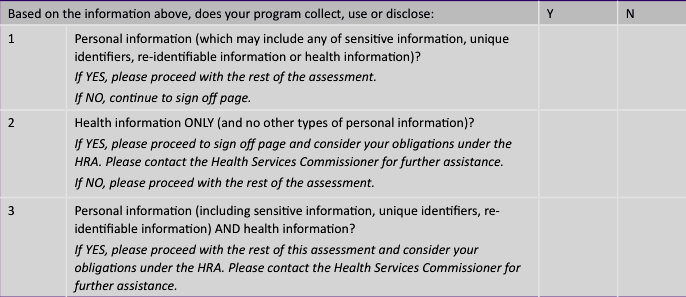 Based on the information above, does your program collect, use or disclose: Y N
1 Personal information (which may include any of sensitive information, unique
identifiers, re-identifiable information or health information)?
If YES, please proceed with the rest of the assessment.
If NO, continue to sign off page.
2 Health information ONLY (and no other types of personal information)?
If YES, please proceed to sign off page and consider your obligations under the
HRA. Please contact the Health Services Commissioner for further assistance.
If NO, please proceed with the rest of the assessment.
3 Personal information (including sensitive information, unique identifiers, re-
identifiable information) AND health information?
If YES, please proceed with the rest of this assessment and consider your
obligations under the HRA. Please contact the Health Services Commissioner for
further assistance.